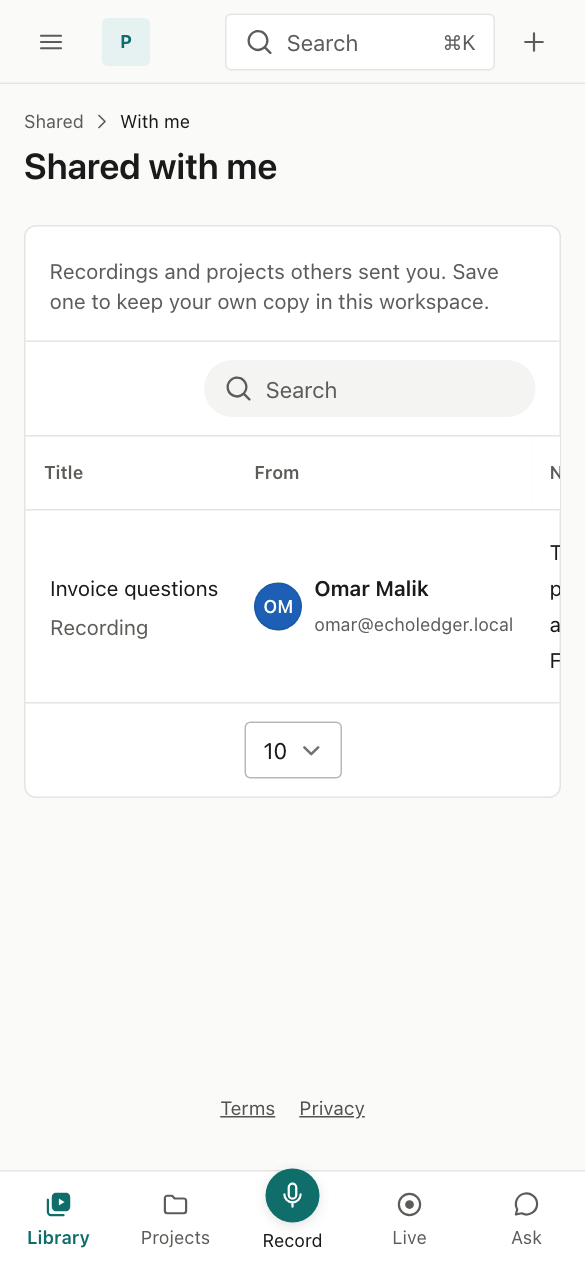 P
Search ⌘K
Shared > With me
Shared with me
Recordings and projects others sent you. Save
one to keep your own copy in this workspace.
Search
Title From N
Invoice questions
Recording
OM
Omar Malik
omar@echoledger.local
T
p
a
F
10
Terms Privacy
Library Projects Record Live Ask